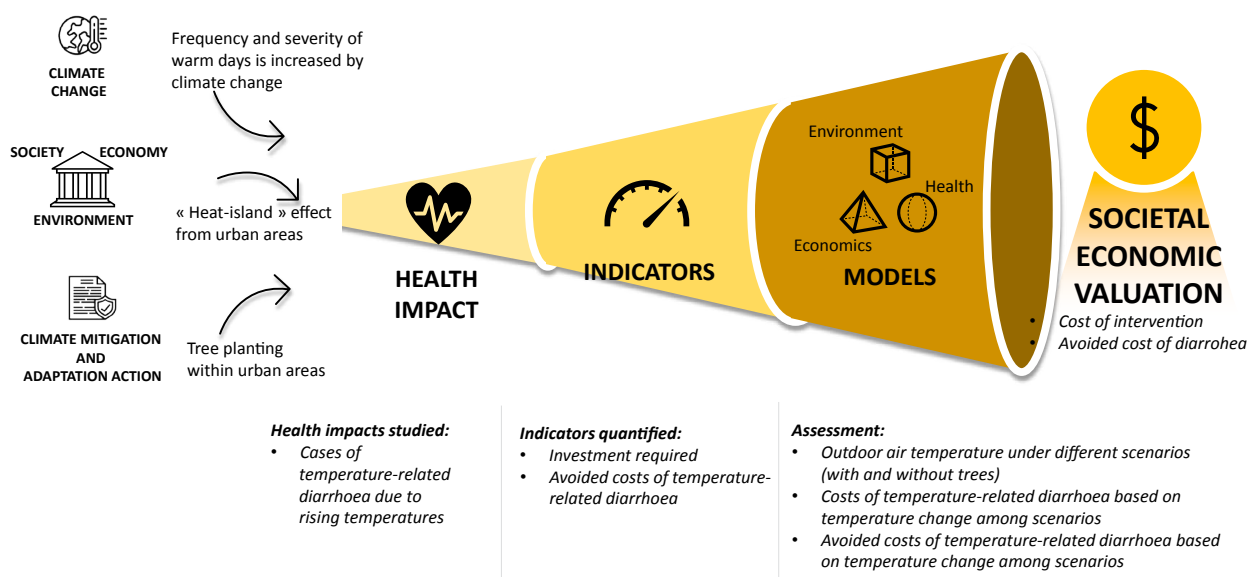 CLIMATE
CHANGE
Frequency and severity of
warm days is increased by
climate change
SOCIETY ECONOMY
ENVIRONMENT
« Heat-island » effect
from urban areas
CLIMATE MITIGATION
AND
ADAPTATION ACTION
Tree planting
within urban areas
HEALTH
IMPACT
INDICATORS
Environment
Health
Economics
MODELS
$
SOCIETAL
ECONOMIC
VALUATION
• Cost of intervention
• Avoided cost of diarrohea
Health impacts studied:
• Cases of
temperature-related
diarrhoea due to
rising temperatures
Indicators quantified:
• Investment required
• Avoided costs of temperature-
related diarrhoea
Assessment:
• Outdoor air temperature under different scenarios
(with and without trees)
• Costs of temperature-related diarrhoea based on
temperature change among scenarios
• Avoided costs of temperature-related diarrhoea based
on temperature change among scenarios